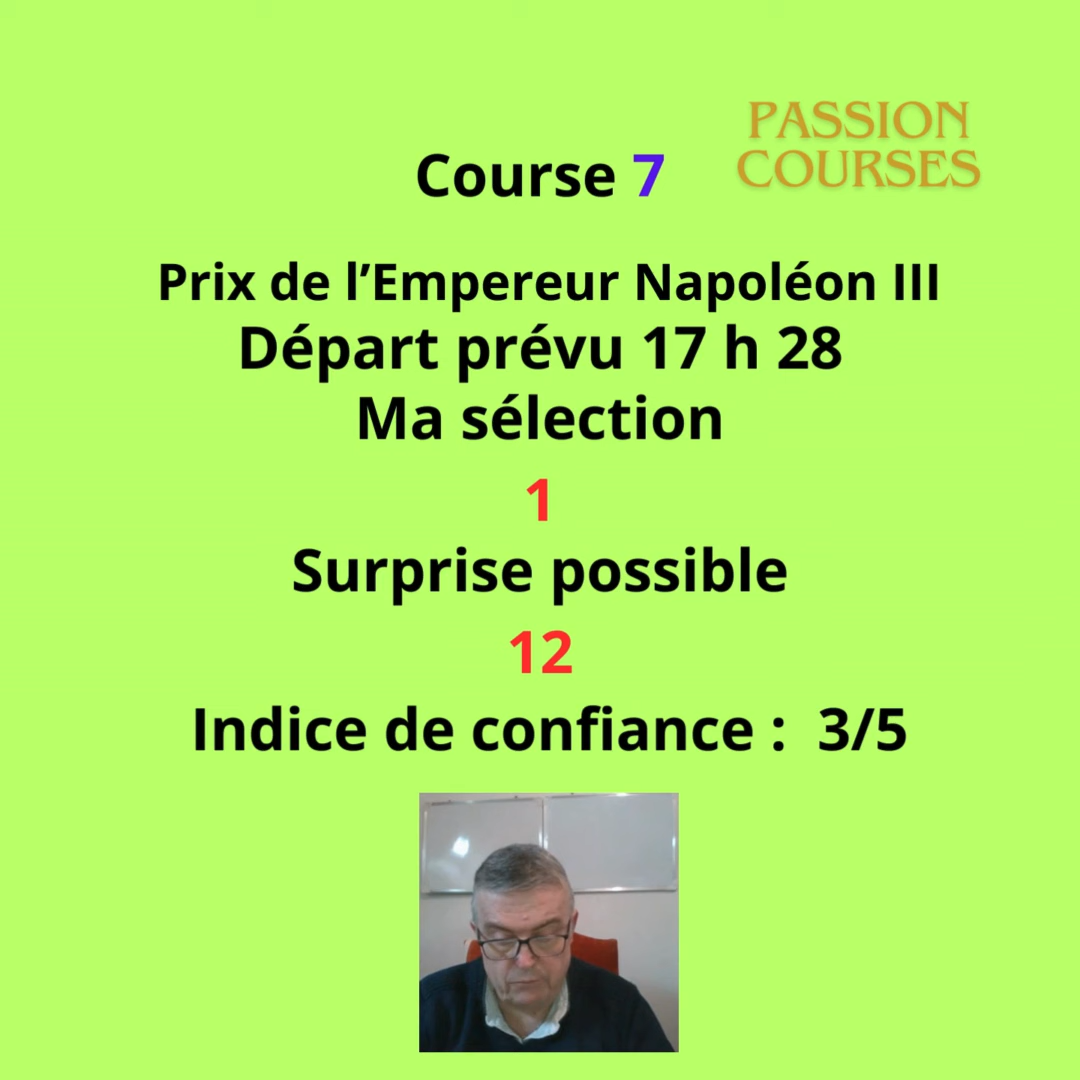 PASSION
COURSES
Course 7
Prix de l’Empereur Napoléon III
Départ prévu 17 h 28
Ma sélection
1
Surprise possible
12
Indice de confiance :  3/5